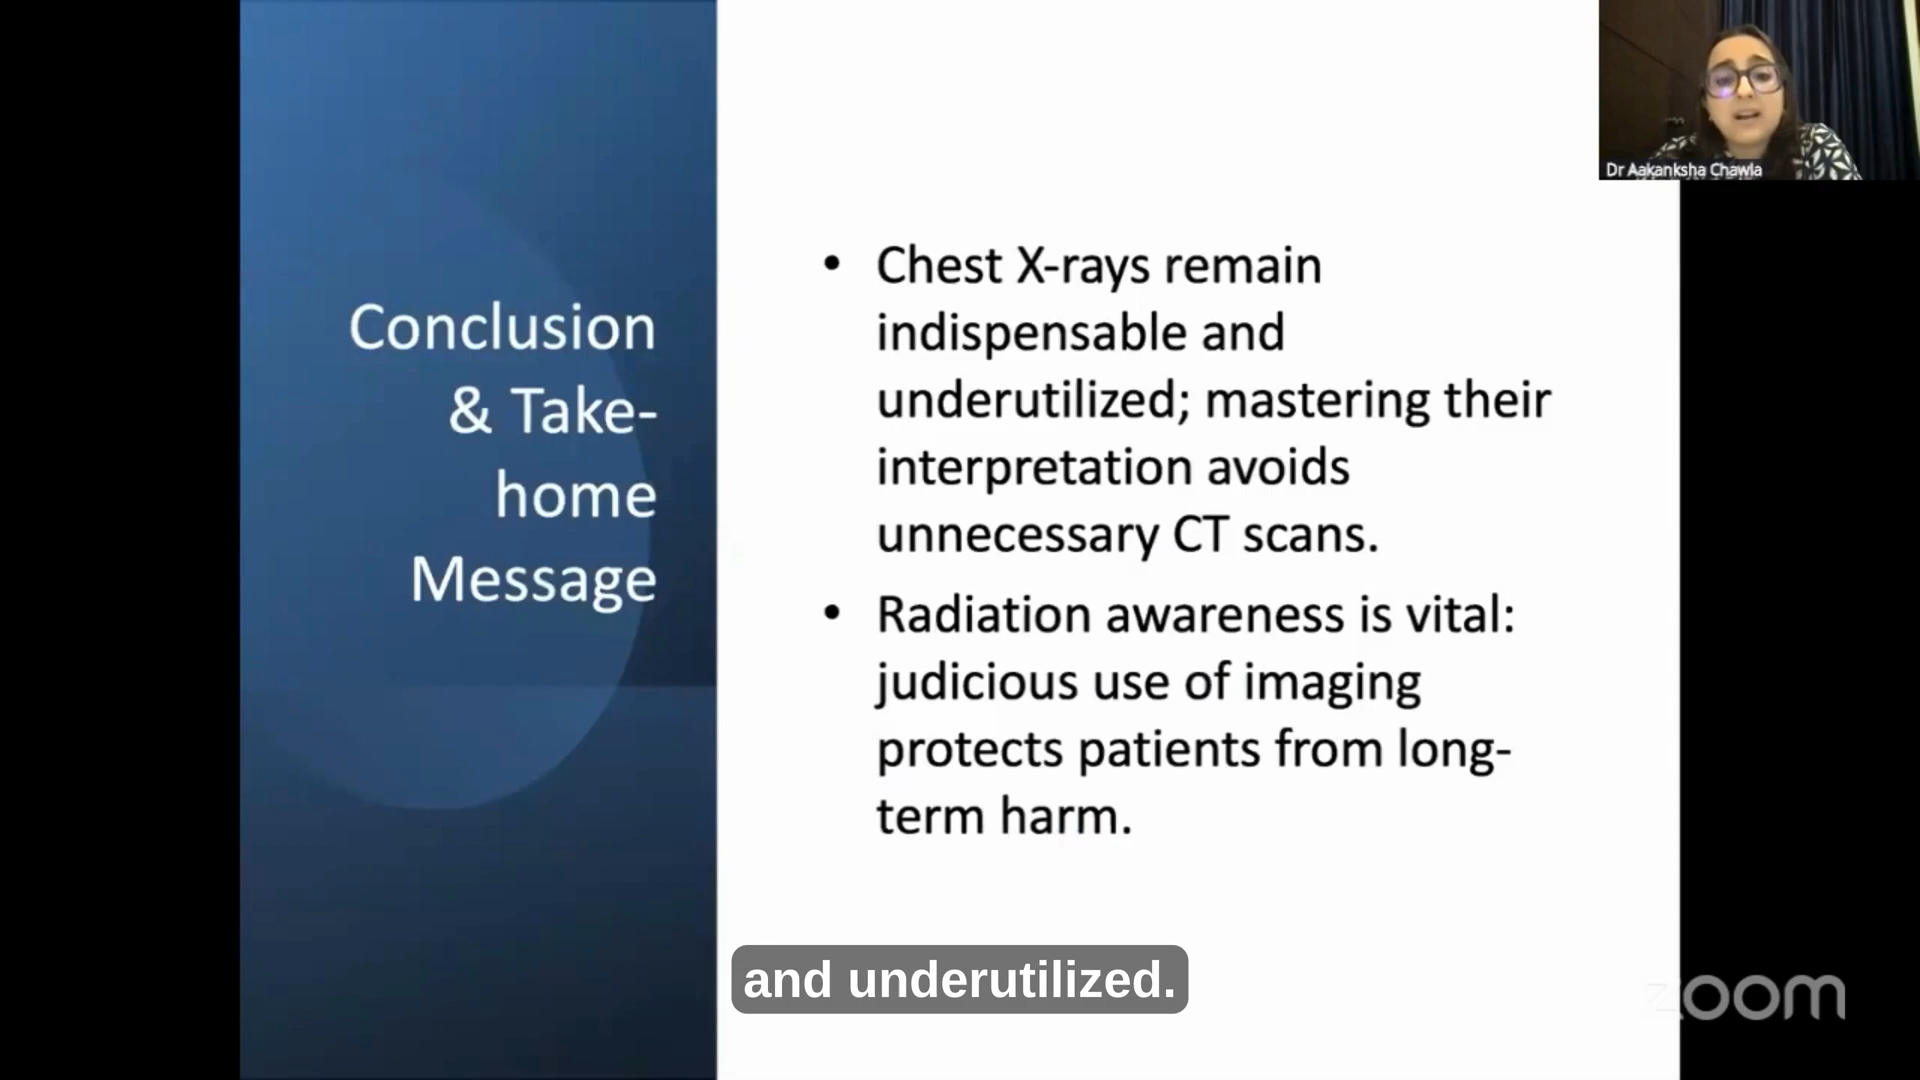 Conclusion
& Take-
home
Message
• Chest X-rays remain
indispensable and
underutilized; mastering their
interpretation avoids
unnecessary CT scans.
• Radiation awareness is vital:
judicious use of imaging
protects patients from long-
term harm.
Dr Aakanksha Chawla
and underutilized.
zoom